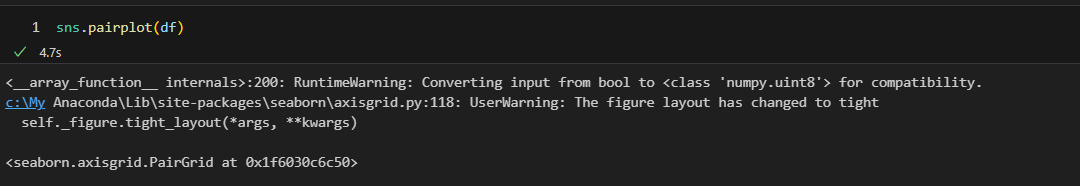 1 sns.pairplot(df)
✓ 4.7s
<__array_function__ internals>:200: RuntimeWarning: Converting input from bool to <class 'numpy.uint8'> for compatibility.
c:\My Anaconda\Lib\site-packages\seaborn\axisgrid.py:118: UserWarning: The figure layout has changed to tight
  self._figure.tight_layout(*args, **kwargs)
<seaborn.axisgrid.PairGrid at 0x1f6030c6c50>